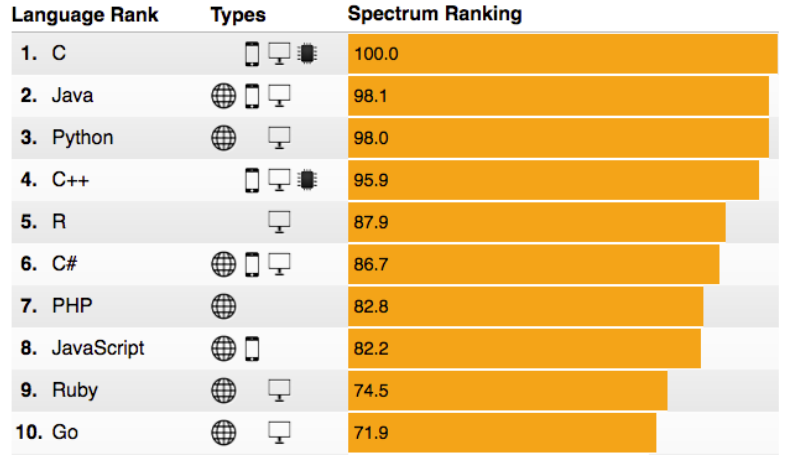 Language Rank Types Spectrum Ranking
1. C 100.0
2. Java 98.1
3. Python 98.0
4. C++ 95.9
5. R 87.9
6. C# 86.7
7. PHP 82.8
8. JavaScript 82.2
9. Ruby 74.5
10. Go 71.9